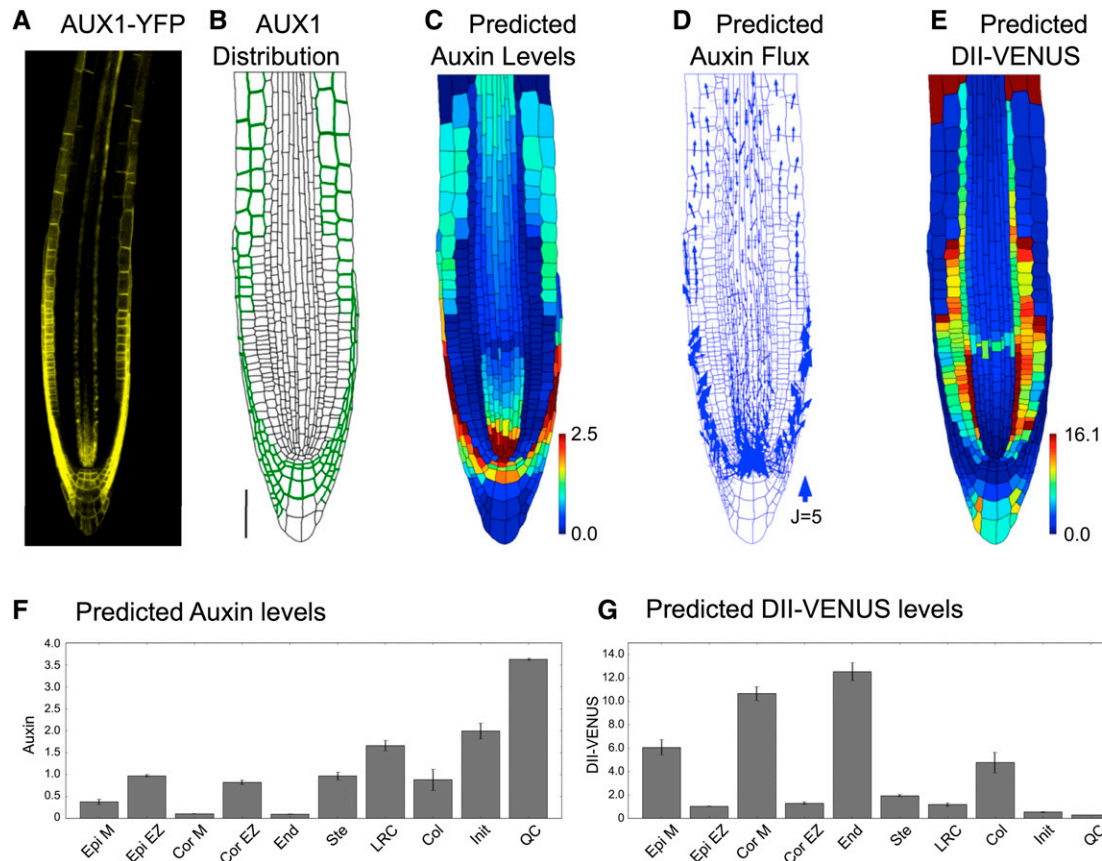 A AUX1-YFP
B AUX1
Distribution
C Predicted
Auxin Levels
D Predicted
Auxin Flux
E Predicted
DII-VENUS
2.5
0.0
J=5
16.1
0.0
F Predicted Auxin levels
4.0
3.5
3.0
2.5
2.0
1.5
1.0
0.5
0
Auxin
Epi M
Epi EZ
Cor M
Cor EZ
End
Ste
LRC
Col
Init
QC
G Predicted DII-VENUS levels
14.0
12.0
10.0
8.0
6.0
4.0
2.0
0
DII-VENUS
Epi M
Epi EZ
Cor M
Cor EZ
End
Ste
LRC
Col
Init
QC